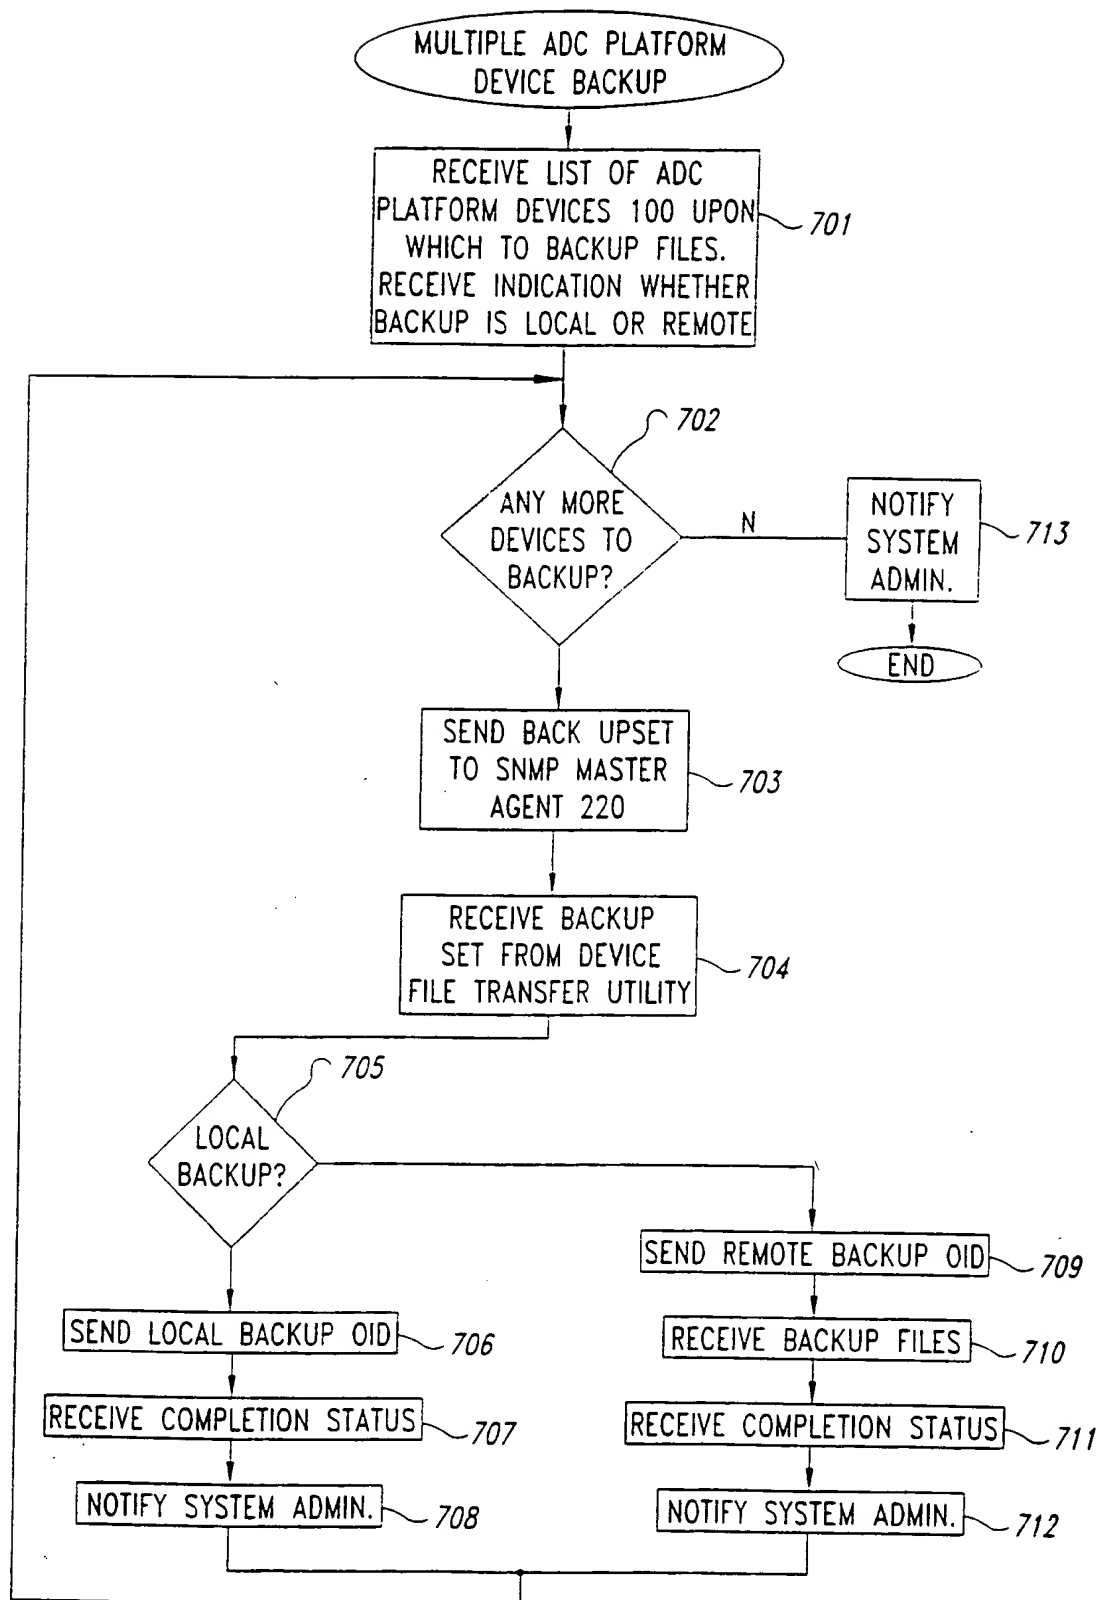 MULTIPLE ADC PLATFORM
DEVICE BACKUP
RECEIVE LIST OF ADC
PLATFORM DEVICES 100 UPON
WHICH TO BACKUP FILES.
RECEIVE INDICATION WHETHER
BACKUP IS LOCAL OR REMOTE
701
702
ANY MORE
DEVICES TO
BACKUP?
N
NOTIFY
SYSTEM
ADMIN.
713
END
SEND BACK UPSET
TO SNMP MASTER
AGENT 220
703
RECEIVE BACKUP
SET FROM DEVICE
FILE TRANSFER UTILITY
704
705
LOCAL
BACKUP?
SEND LOCAL BACKUP OID
706
RECEIVE COMPLETION STATUS
707
NOTIFY SYSTEM ADMIN.
708
SEND REMOTE BACKUP OID
709
RECEIVE BACKUP FILES
710
RECEIVE COMPLETION STATUS
711
NOTIFY SYSTEM ADMIN.
712